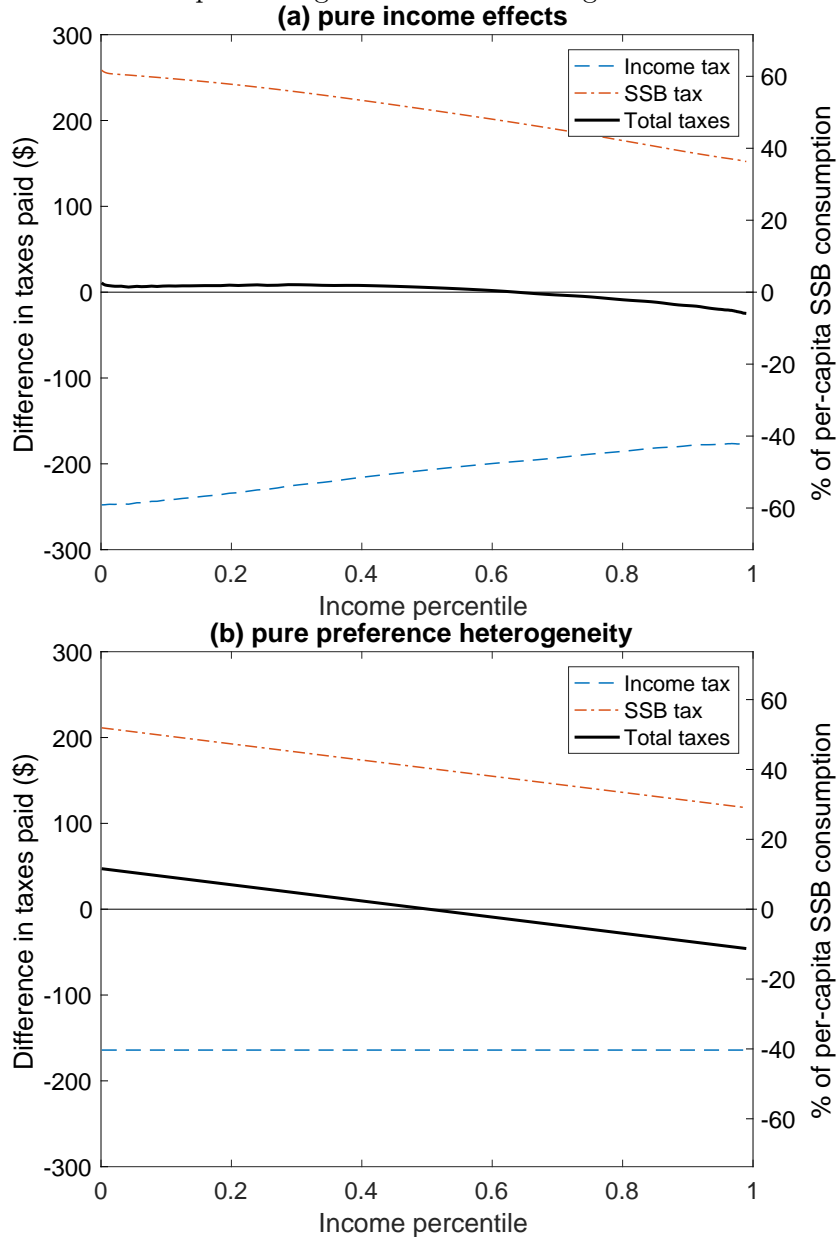 (a) pure income effects
300
200
100
0
-100
-200
-300
Difference in taxes paid ($)
Income tax
SSB tax
Total taxes
60
40
20
0
-20
-40
-60
% of per-capita SSB consumption
0 0.2 0.4 0.6 0.8 1
Income percentile
(b) pure preference heterogeneity
300
200
100
0
-100
-200
-300
Difference in taxes paid ($)
Income tax
SSB tax
Total taxes
60
40
20
0
-20
-40
-60
% of per-capita SSB consumption
0 0.2 0.4 0.6 0.8 1
Income percentile